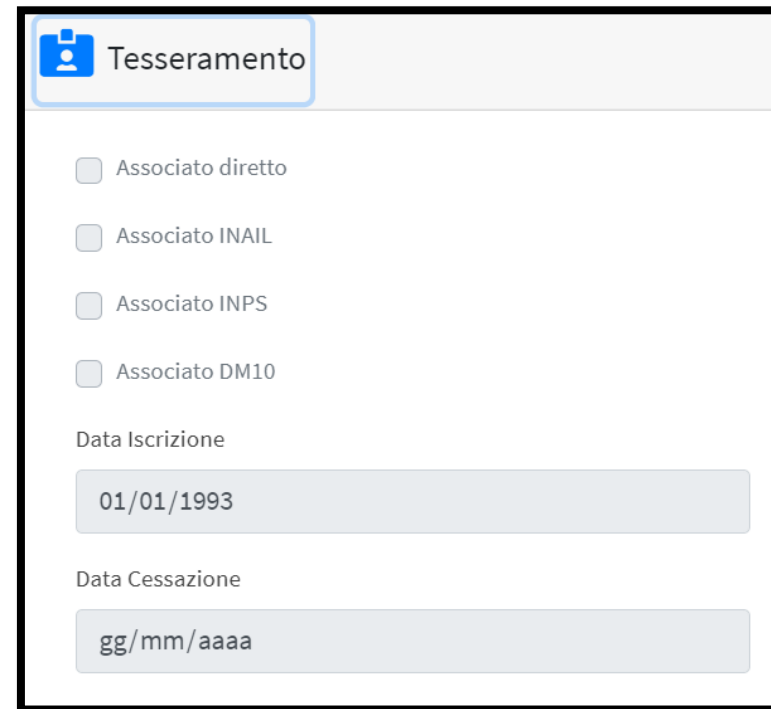 Tesseramento
Associato diretto
Associato INAIL
Associato INPS
Associato DM10
Data Iscrizione
01/01/1993
Data Cessazione
gg/mm/aaaa